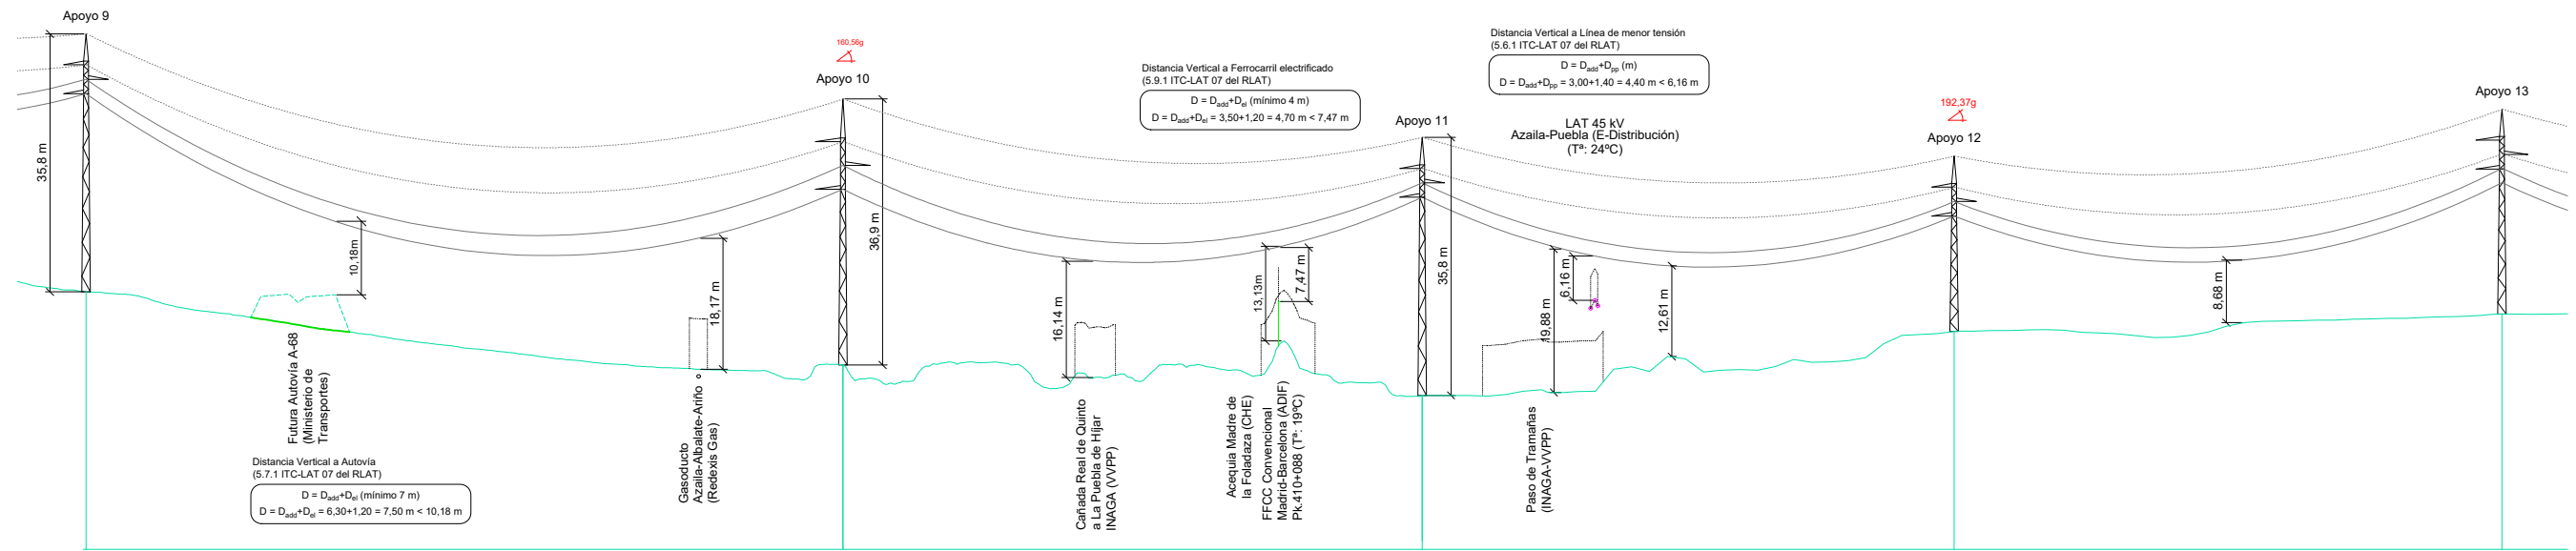 Apoyo 9
35,8 m
10,18m
Futura Autovía A-68
(Ministerio de
Transportes)
Distancia Vertical a Autovía
(5.7.1 ITC-LAT 07 del RLAT)
D = Dadd+Del (mínimo 7 m)
D = Dadd+Del = 6,30+1,20 = 7,50 m < 10,18 m
18,17 m
Gasoducto
Azaila-Albalate-Ariño
(Redexis Gas)
160,56g
Apoyo 10
36,9 m
16,14 m
Cañada Real de Quinto
a La Puebla de Híjar
INAGA (VVPP)
Distancia Vertical a Ferrocarril electrificado
(5.9.1 ITC-LAT 07 del RLAT)
D = Dadd+Del (mínimo 4 m)
D = Dadd+Del = 3,50+1,20 = 4,70 m < 7,47 m
13,13m
7,47 m
Acequia Madre de
la Foladaza (CHE)
FFCC Convencional
Madrid-Barcelona (ADIF)
Pk.410+088 (Tª: 19ºC)
Apoyo 11
35,8 m
Distancia Vertical a Línea de menor tensión
(5.6.1 ITC-LAT 07 del RLAT)
D = Dadd+Dpp (m)
D = Dadd+Dpp = 3,00+1,40 = 4,40 m < 6,16 m
LAT 45 kV
Azaila-Puebla (E-Distribución)
(Tª: 24ºC)
19,88 m
6,16 m
12,61 m
Paso de Tramañas
(INAGA-VVPP)
192,37g
Apoyo 12
8,68 m
Apoyo 13